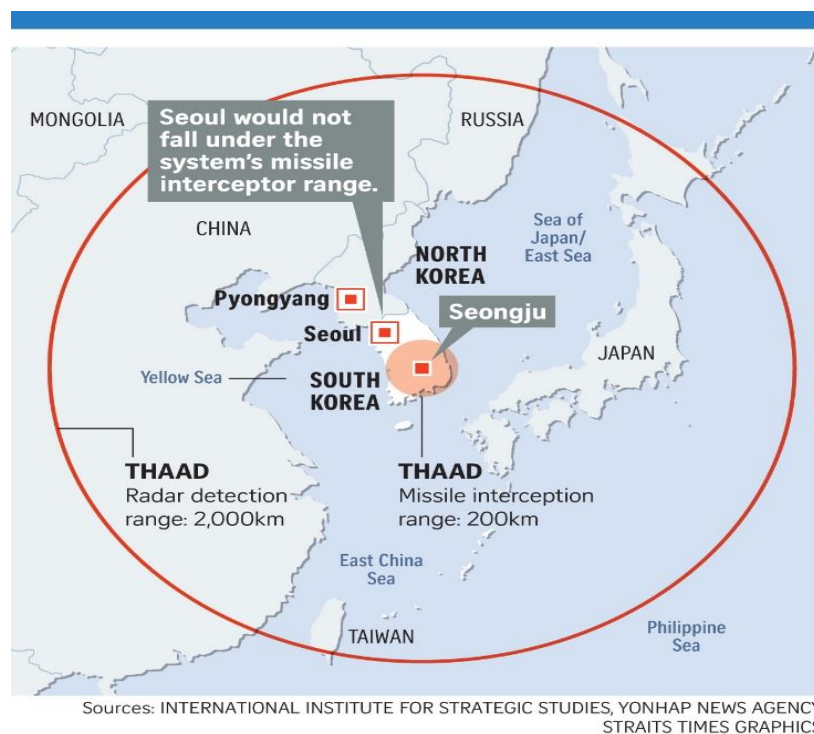 MONGOLIA
Seoul would not
fall under the
system's missile
interceptor range.
RUSSIA
CHINA
Sea of
Japan/
East Sea
NORTH
KOREA
Pyongyang
Seongju
Seoul
JAPAN
Yellow Sea
SOUTH
KOREA
THAAD
Radar detection
range: 2,000km
THAAD
Missile interception
range: 200km
East China
Sea
TAIWAN
Philippine
Sea
Sources: INTERNATIONAL INSTITUTE FOR STRATEGIC STUDIES, YONHAP NEWS AGENCY
STRAITS TIMES GRAPHICS